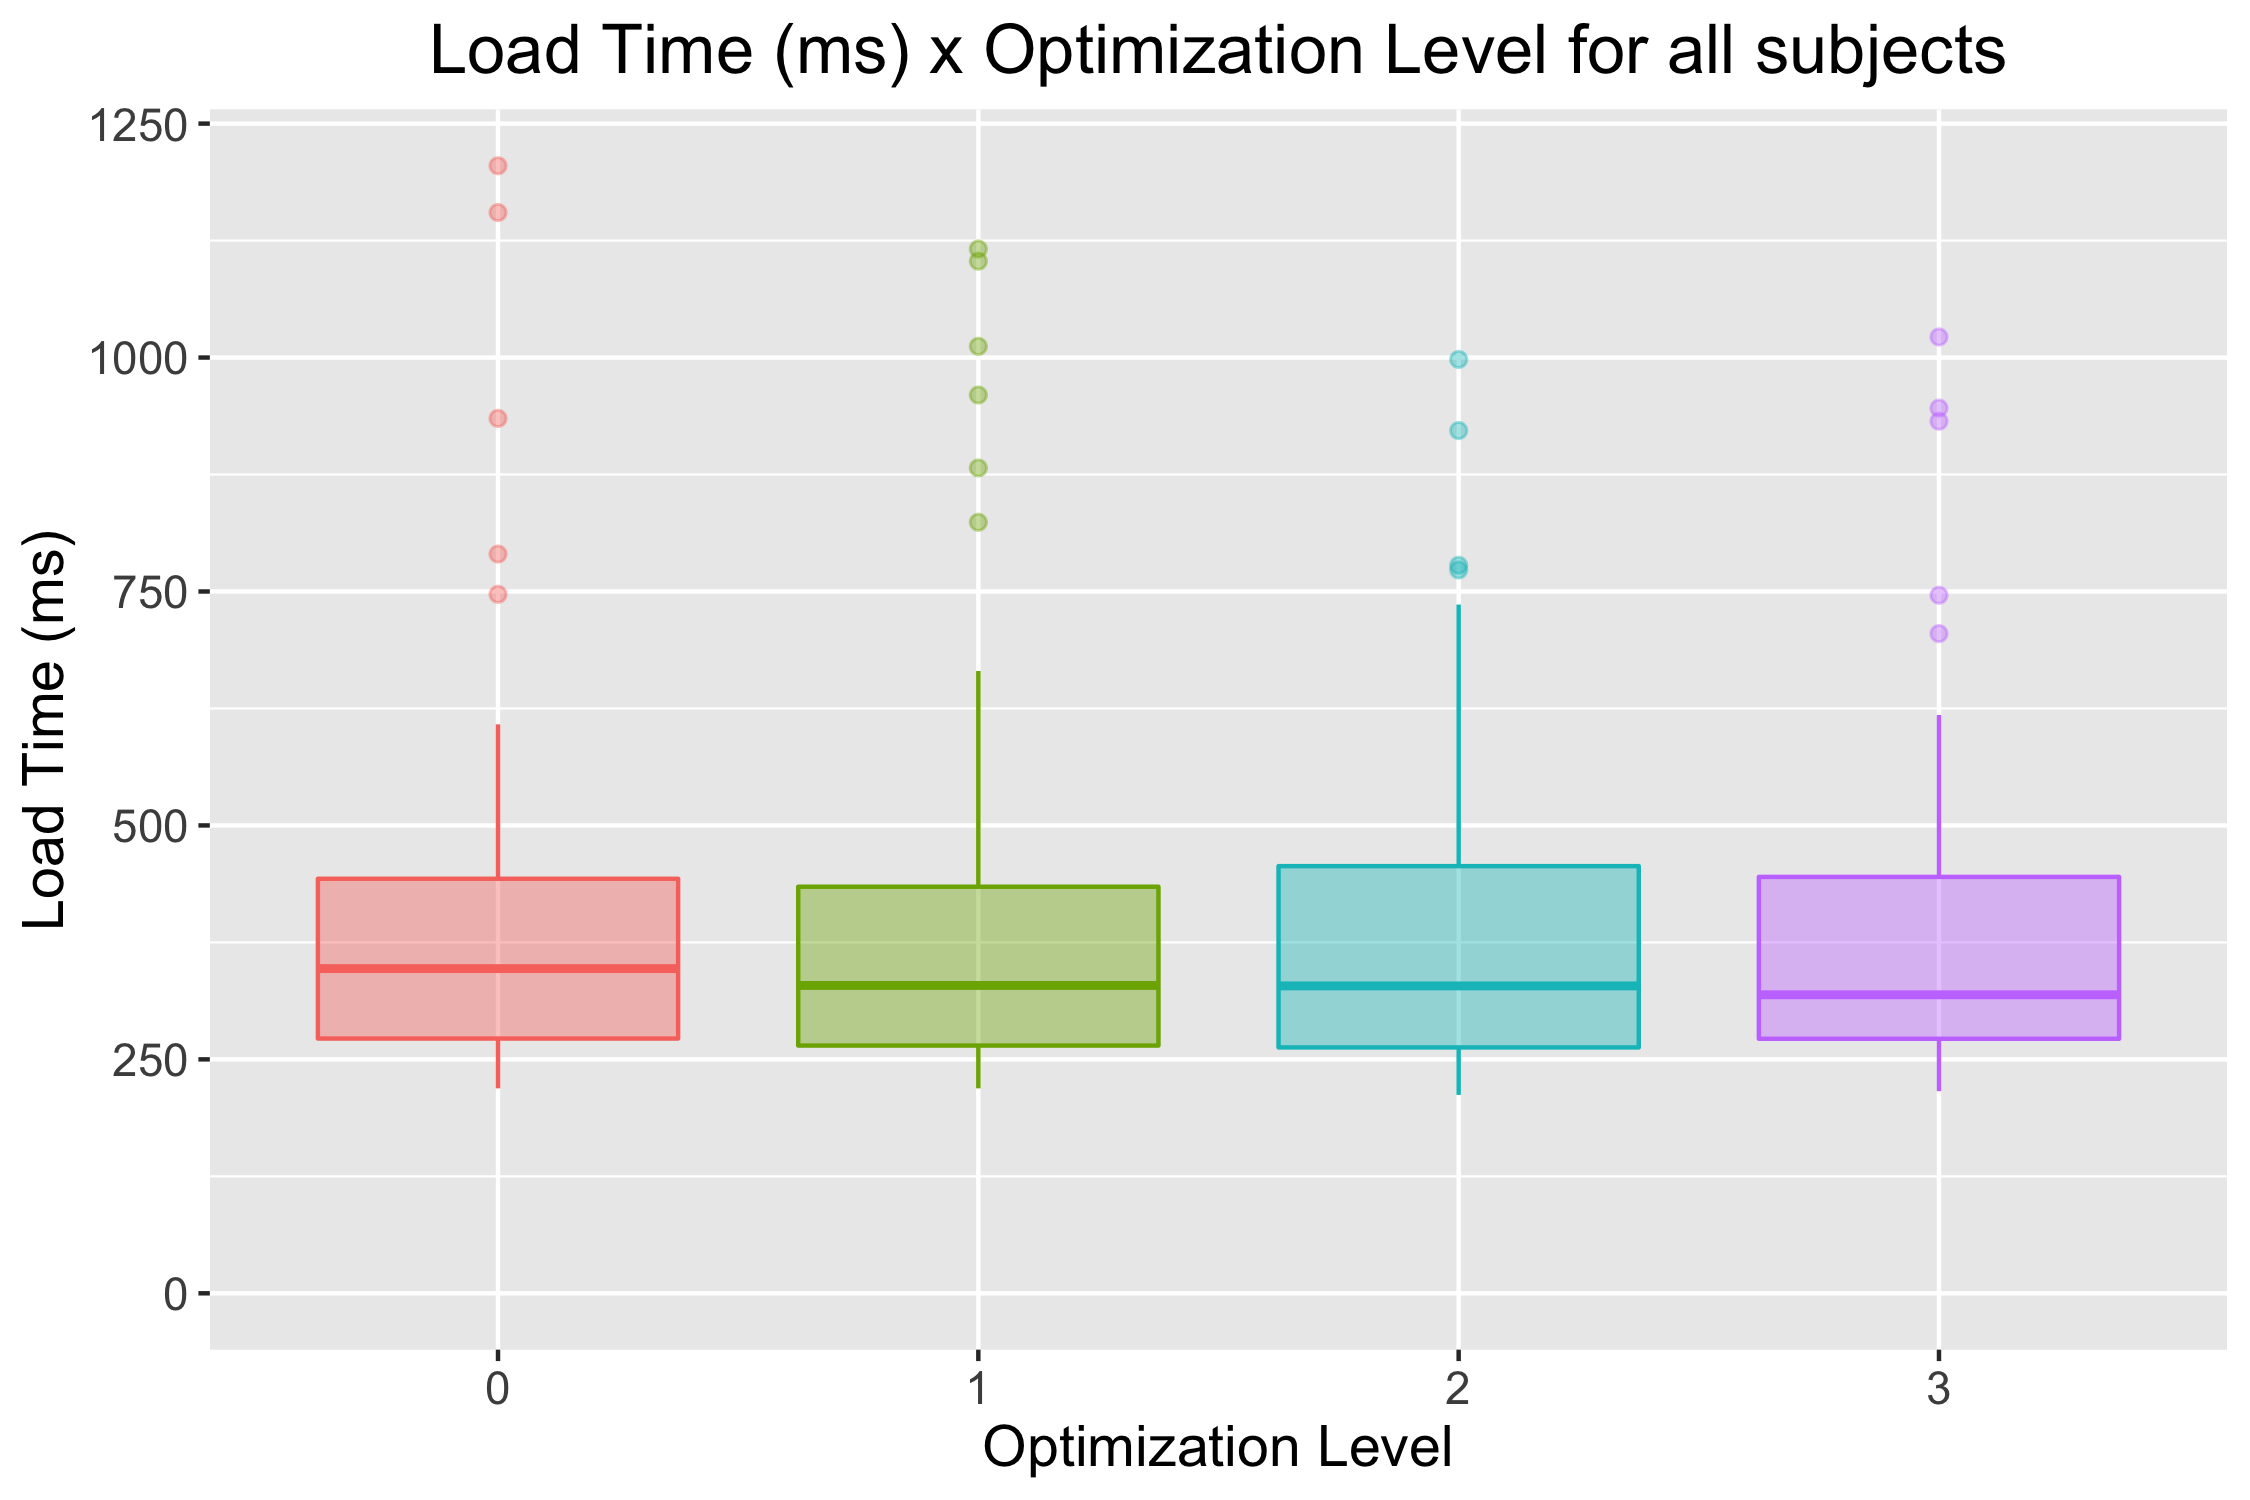 Load Time (ms) x Optimization Level for all subjects
Load Time (ms)
1250
1000
750
500
250
0
0 1 2 3
Optimization Level